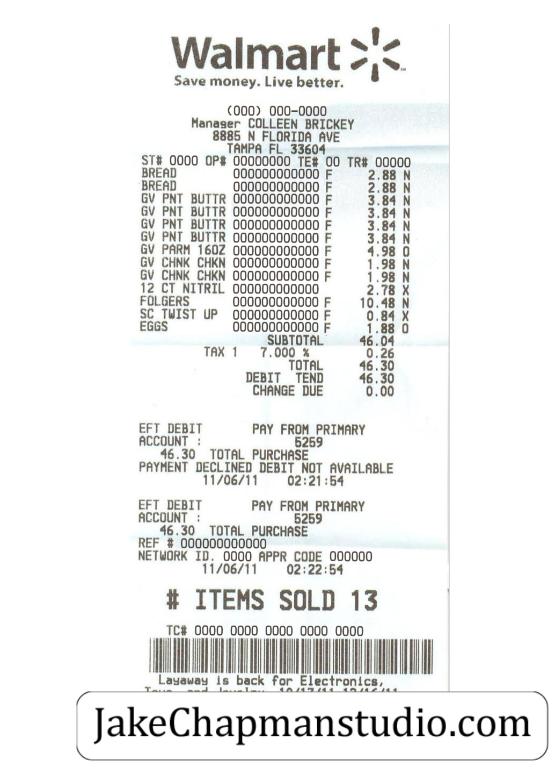 Walmart
Save money. Live better.
(000) 000-0000
Manager COLLEEN BRICKEY
8885 N FLORIDA AVE
TAMPA FL 33604
ST# 0000 OP# 00000000 TE# 00 TR# 00000
BREAD 000000000000 F 2.88 N
BREAD 000000000000 F 2.88 N
GV PNT BUTTR 000000000000 F 3.84 N
GV PNT BUTTR 000000000000 F 3.84 N
GV PNT BUTTR 000000000000 F 3.84 N
GV PNT BUTTR 000000000000 F 3.84 N
GV PARM 16OZ 000000000000 F 4.98 O
GV CHNK CHKN 000000000000 F 1.98 N
GV CHNK CHKN 000000000000 F 1.98 N
12 CT NITRIL 000000000000 2.78 X
FOLGERS 000000000000 F 10.48 N
SC TWIST UP 000000000000 F 0.84 X
EGGS 000000000000 F 1.88 O
SUBTOTAL 46.04
TAX 1 7.000 % 0.26
TOTAL 46.30
DEBIT TEND 46.30
CHANGE DUE 0.00
EFT DEBIT PAY FROM PRIMARY
ACCOUNT : 5259
46.30 TOTAL PURCHASE
PAYMENT DECLINED DEBIT NOT AVAILABLE
11/06/11 02:21:54
EFT DEBIT PAY FROM PRIMARY
ACCOUNT : 5259
46.30 TOTAL PURCHASE
REF # 000000000000
NETWORK ID. 0000 APPR CODE 000000
11/06/11 02:22:54
# ITEMS SOLD 13
TC# 0000 0000 0000 0000 0000
Layaway is back for Electronics,
JakeChapmanstudio.com